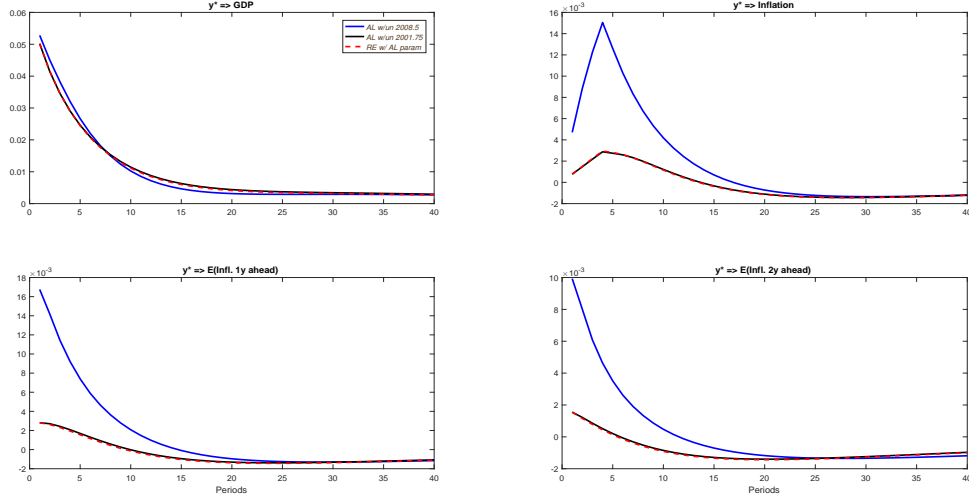 y* => GDP
0.06
0.05
0.04
0.03
0.02
0.01
0
0 5 10 15 20 25 30 35 40
AL w/un 2008.5
AL w/un 2001.75
RE w/ AL param
y* => Inflation
×10⁻³
16
14
12
10
8
6
4
2
0
-2
0 5 10 15 20 25 30 35 40
y* => E(Infl. 1y ahead)
×10⁻³
18
16
14
12
10
8
6
4
2
0
-2
0 5 10 15 20 25 30 35 40
Periods
y* => E(Infl. 2y ahead)
×10⁻³
10
8
6
4
2
0
-2
0 5 10 15 20 25 30 35 40
Periods